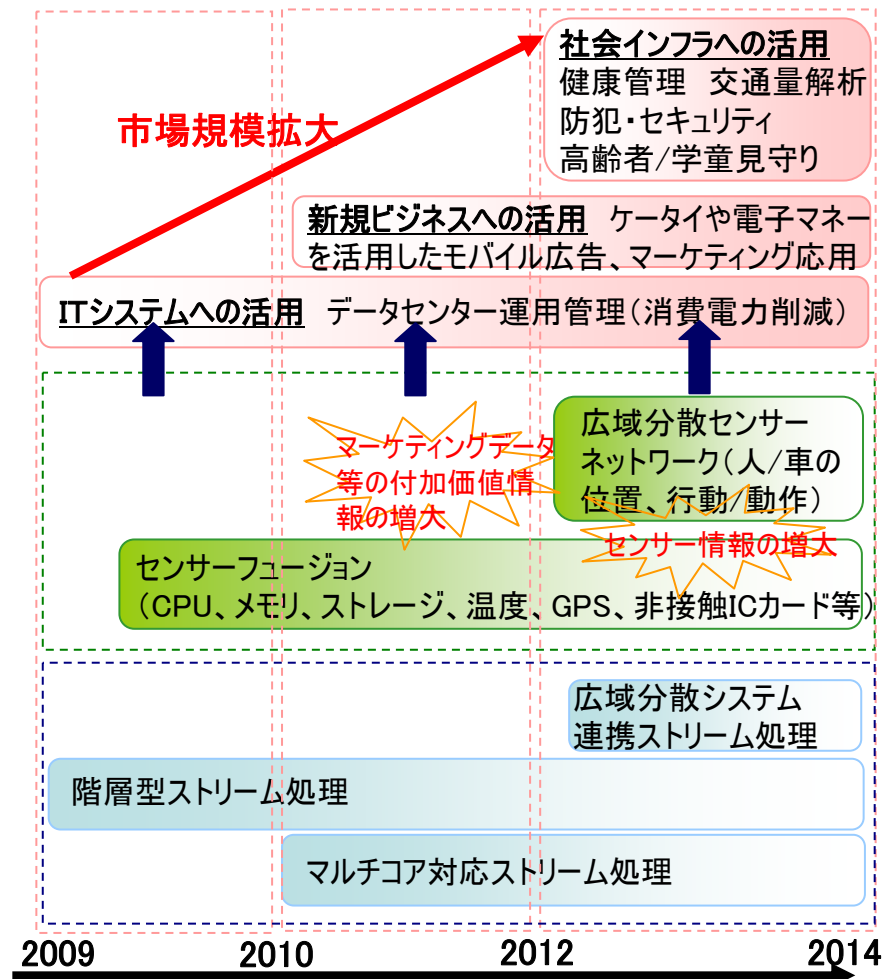 社会インフラへの活用
健康管理　交通量解析
防犯・セキュリティ
高齢者/学童見守り
市場規模拡大
新規ビジネスへの活用　ケータイや電子マネー
を活用したモバイル広告、マーケティング応用
ITシステムへの活用　データセンター運用管理（消費電力削減）
広域分散センサー
ネットワーク（人/車の
位置、行動/動作）
マーケティングデータ
等の付加価値情
報の増大
センサー情報の増大
センサーフュージョン
（CPU、メモリ、ストレージ、温度、GPS、非接触ICカード等）
広域分散システム
連携ストリーム処理
階層型ストリーム処理
マルチコア対応ストリーム処理
2009 2010 2012 2014